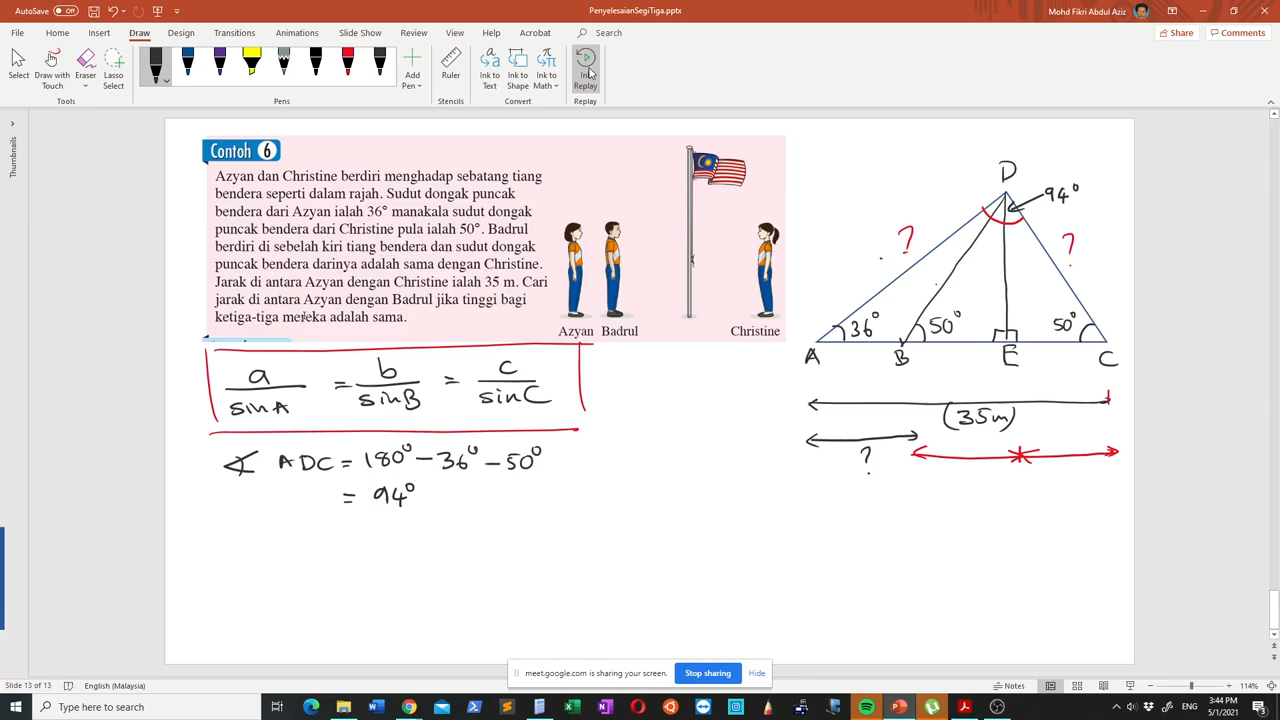 AutoSave Off
PenyelesaianSegiTiga.pptx
Mohd Fikri Abdul Aziz
File Home Insert Draw Design Transitions Animations Slide Show Review View Help Acrobat Search
Share Comments
Select
Draw with Touch
Eraser
Lasso Select
Add Pen
Ruler
Ink to Text
Ink to Shape
Ink to Math
Ink Replay
Tools Pens Stencils Convert Replay
Thumbnails
Contoh 6
Azyan dan Christine berdiri menghadap sebatang tiang
bendera seperti dalam rajah. Sudut dongak puncak
bendera dari Azyan ialah 36° manakala sudut dongak
puncak bendera dari Christine pula ialah 50°. Badrul
berdiri di sebelah kiri tiang bendera dan sudut dongak
puncak bendera darinya adalah sama dengan Christine.
Jarak di antara Azyan dengan Christine ialah 35 m. Cari
jarak di antara Azyan dengan Badrul jika tinggi bagi
ketiga-tiga mereka adalah sama.
Azyan Badrul Christine
a/sinA = b/sinB = c/sinC
∠ ADC = 180° - 36° - 50°
= 94°
D
94°
? ?
36° 50° 50°
A B E C
(35m)
?
meet.google.com is sharing your screen. Stop sharing Hide
Slide 13 of 13 English (Malaysia)
Notes
114%
Type here to search
3:44 PM
5/1/2021